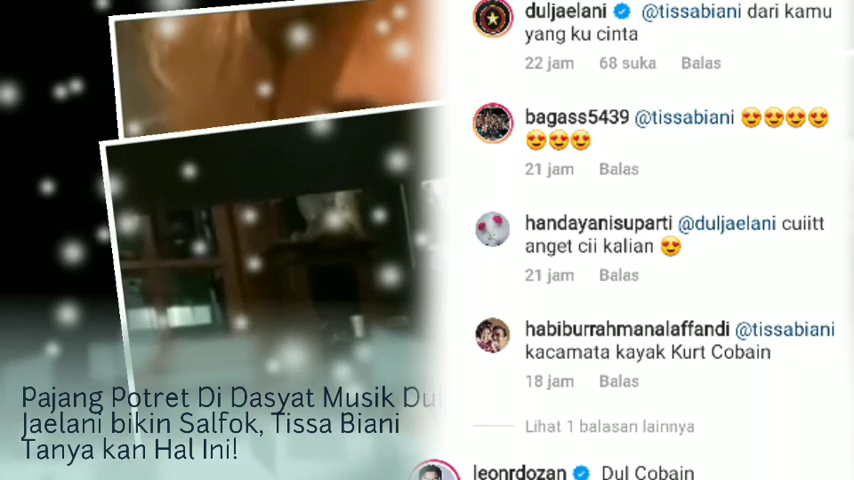 duljaelani @tissabiani dari kamu
yang ku cinta
22 jam 68 suka Balas
bagass5439 @tissabiani 😍😍😍😍
😍😍😍
21 jam Balas
handayanisuparti @duljaelani cuiitt
anget cii kalian 😍
21 jam Balas
habiburrahmanalaffandi @tissabiani
kacamata kayak Kurt Cobain
18 jam Balas
Lihat 1 balasan lainnya
leonrdozan Dul Cobain
Pajang Potret Di Dasyat Musik Dul
Jaelani bikin Salfok, Tissa Biani
Tanya kan Hal Ini!